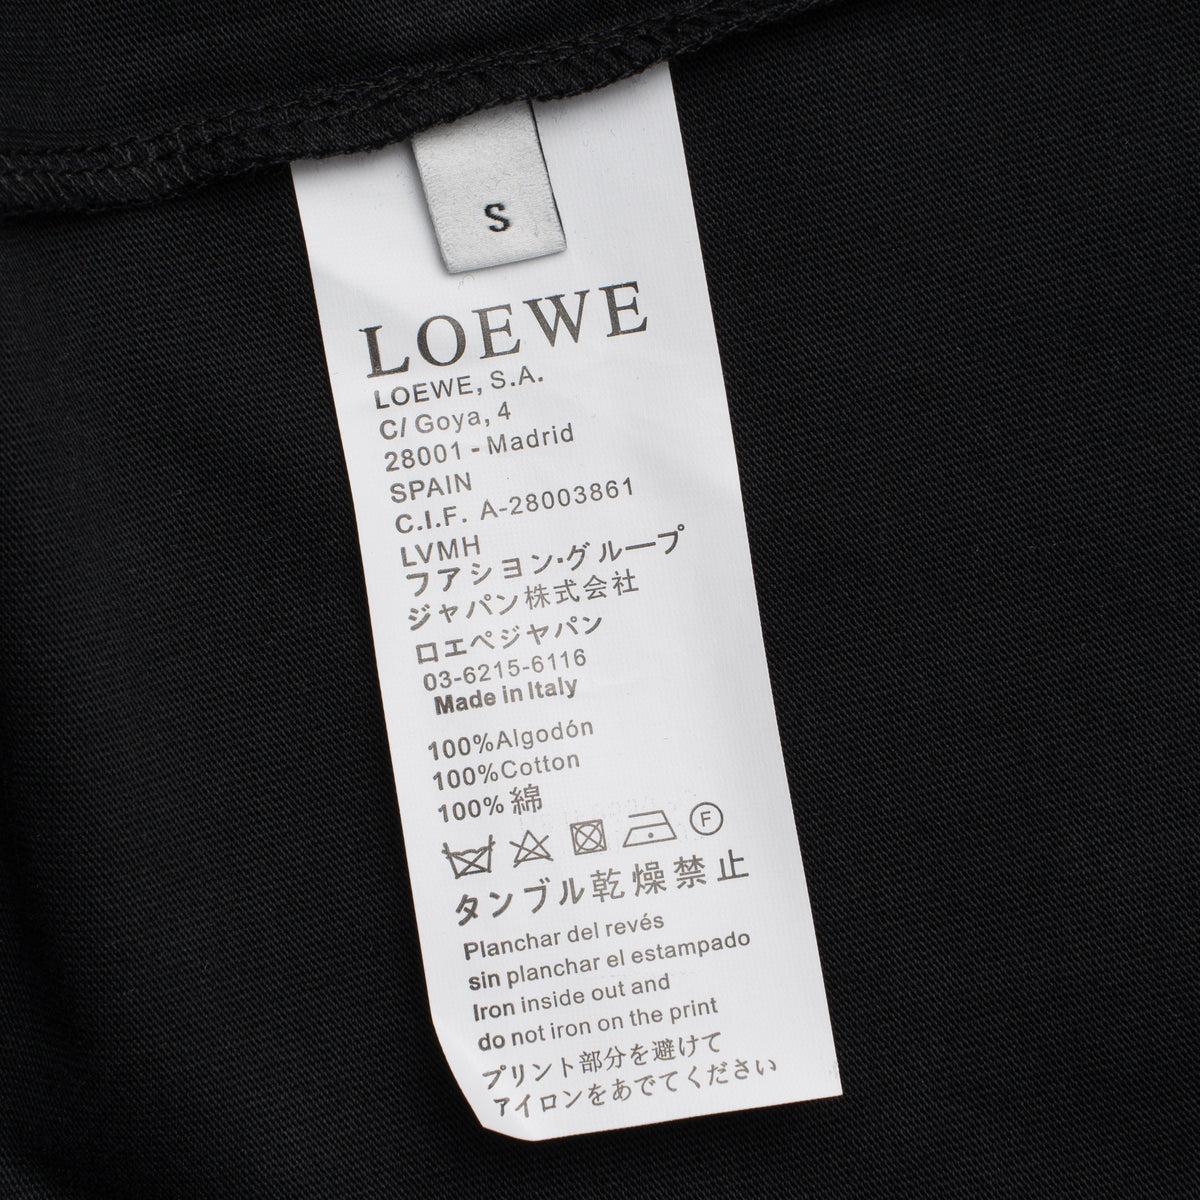 S
LOEWE
LOEWE, S.A.
C/ Goya, 4
28001 - Madrid
SPAIN
C.I.F. A-28003861
LVMH
フアシヨン・グループ
ジャパン株式会社
ロエベジャパン
03-6215-6116
Made in Italy
100%Algodón
100%Cotton
100%綿
F
タンブル乾燥禁止
Planchar del revés
sin planchar el estampado
Iron inside out and
do not iron on the print
プリント部分を避けて
アイロンをあでてください